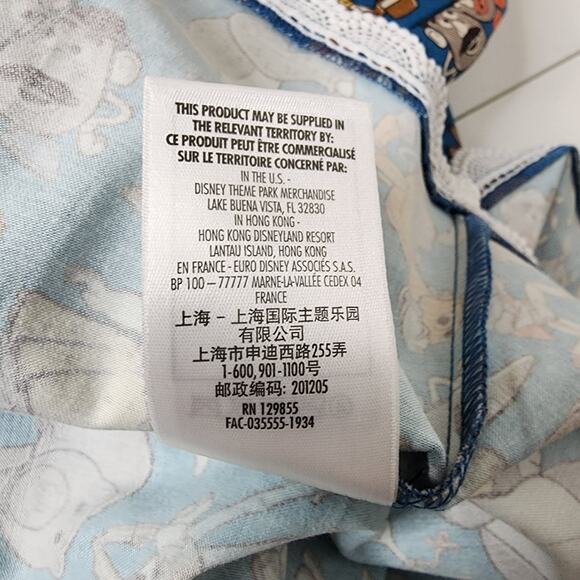 THIS PRODUCT MAY BE SUPPLIED IN
THE RELEVANT TERRITORY BY:
CE PRODUIT PEUT ÊTRE COMMERCIALISÉ
SUR LE TERRITOIRE CONCERNÉ PAR:
IN THE U.S. -
DISNEY THEME PARK MERCHANDISE
LAKE BUENA VISTA, FL 32830
IN HONG KONG -
HONG KONG DISNEYLAND RESORT
LANTAU ISLAND, HONG KONG
EN FRANCE - EURO DISNEY ASSOCIÉS S.A.S.
BP 100 – 77777 MARNE-LA-VALLÉE CEDEX 04
FRANCE
上海 – 上海国际主题乐园
有限公司
上海市申迪西路255弄
1-600, 901-1100号
邮政编码: 201205
RN 129855
FAC-035555-1934